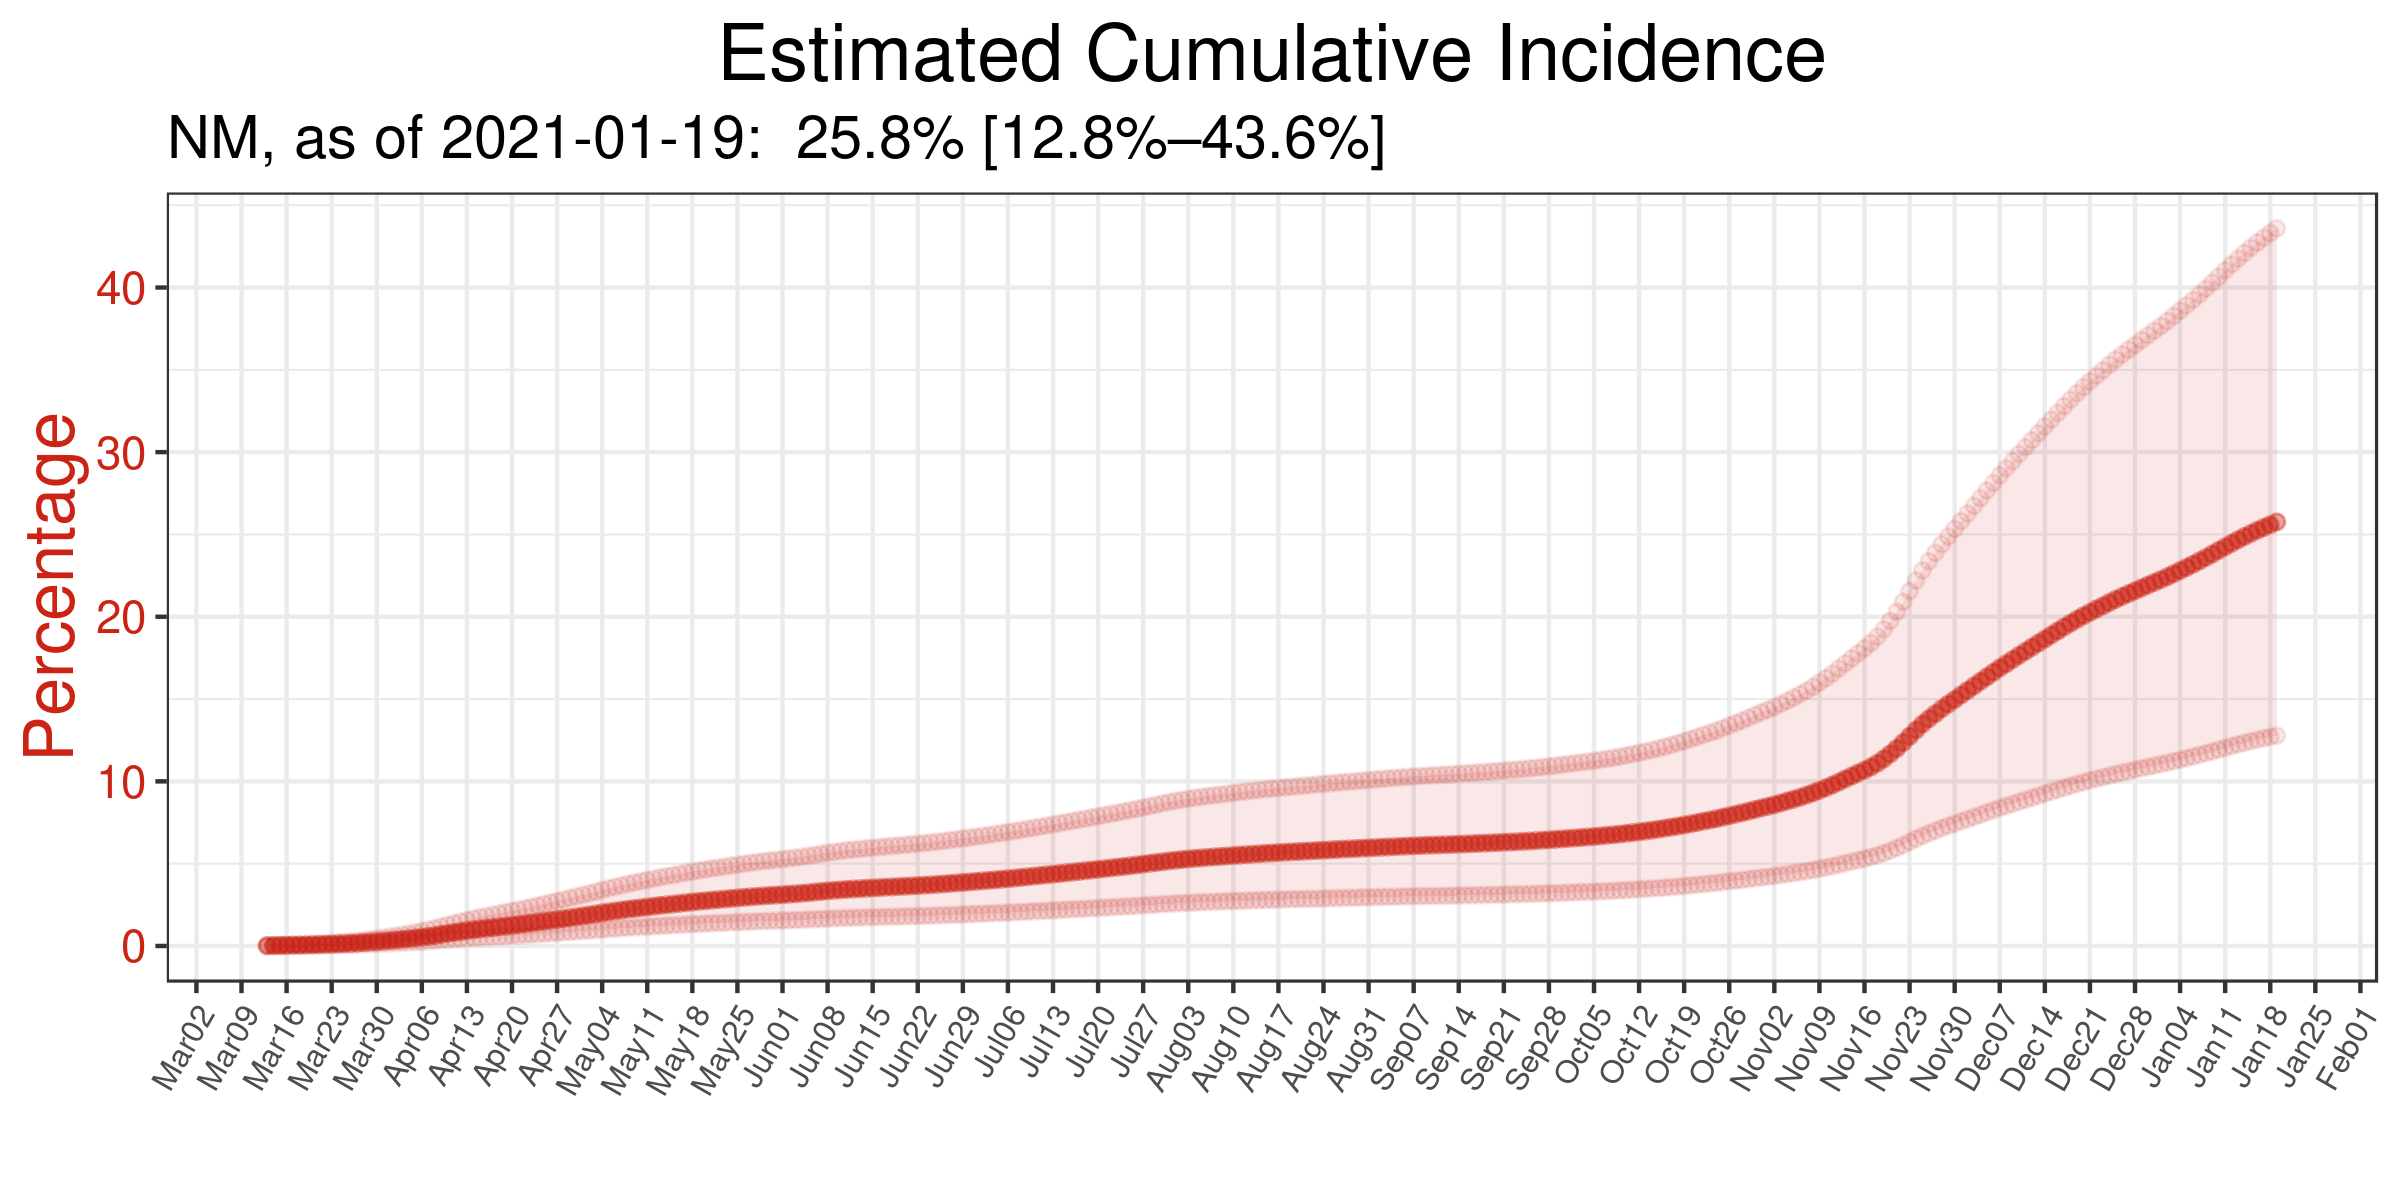 Estimated Cumulative Incidence
NM, as of 2021-01-19:  25.8% [12.8%–43.6%]
Percentage
40
30
20
10
0
Mar02
Mar09
Mar16
Mar23
Mar30
Apr06
Apr13
Apr20
Apr27
May04
May11
May18
May25
Jun01
Jun08
Jun15
Jun22
Jun29
Jul06
Jul13
Jul20
Jul27
Aug03
Aug10
Aug17
Aug24
Aug31
Sep07
Sep14
Sep21
Sep28
Oct05
Oct12
Oct19
Oct26
Nov02
Nov09
Nov16
Nov23
Nov30
Dec07
Dec14
Dec21
Dec28
Jan04
Jan11
Jan18
Jan25
Feb01